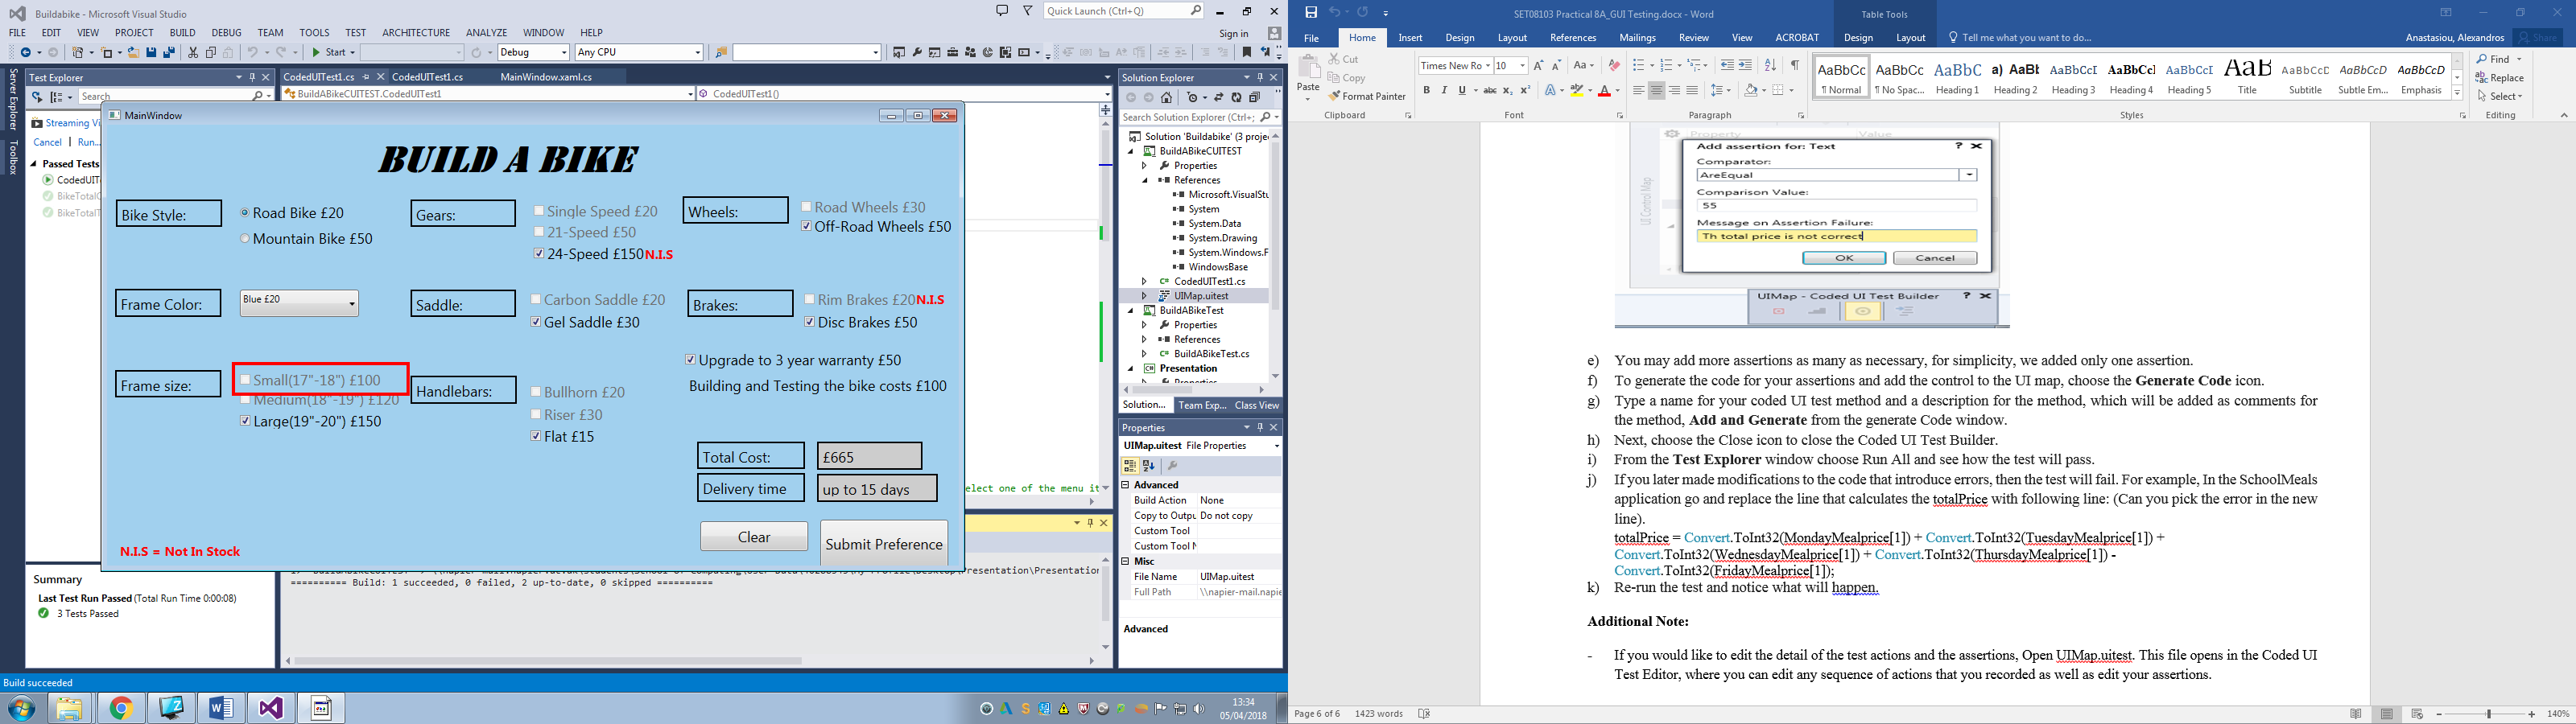 Buildabike - Microsoft Visual Studio
Quick Launch (Ctrl+Q)
FILE EDIT VIEW PROJECT BUILD DEBUG TEAM TOOLS TEST ARCHITECTURE ANALYZE WINDOW HELP
Sign in
Start Debug Any CPU
Server Explorer
Toolbox
Test Explorer
Search
Streaming Vi
Cancel Run...
Passed Tests
CodedUITe
BikeTotalC
BikeTotalT
Summary
Last Test Run Passed (Total Run Time 0:00:08)
3 Tests Passed
CodedUITest1.cs CodedUITest1.cs MainWindow.xaml.cs
BuildABikeCUITEST.CodedUITest1 CodedUITest1()
MainWindow
BUILD A BIKE
Bike Style:
Road Bike £20
Mountain Bike £50
Gears:
Single Speed £20
21-Speed £50
24-Speed £150 N.I.S
Wheels:
Road Wheels £30
Off-Road Wheels £50
Frame Color:
Blue £20
Saddle:
Carbon Saddle £20
Gel Saddle £30
Brakes:
Rim Brakes £20 N.I.S
Disc Brakes £50
Frame size:
Small(17"-18") £100
Medium(18"-19") £120
Large(19"-20") £150
Handlebars:
Bullhorn £20
Riser £30
Flat £15
Upgrade to 3 year warranty £50
Building and Testing the bike costs £100
Total Cost: £665
Delivery time up to 15 days
Clear Submit Preference
N.I.S = Not In Stock
elect one of the menu it
========== Build: 1 succeeded, 0 failed, 2 up-to-date, 0 skipped ==========
Solution Explorer
Search Solution Explorer (Ctrl+;
Solution 'Buildabike' (3 proje
BuildABikeCUITEST
Properties
References
Microsoft.VisualStu
System
System.Data
System.Drawing
System.Windows.F
WindowsBase
CodedUITest1.cs
UIMap.uitest
BuildABikeTest
Properties
References
BuildABikeTest.cs
Presentation
Solution... Team Exp... Class View
Properties
UIMap.uitest File Properties
Advanced
Build Action None
Copy to Outpu Do not copy
Custom Tool
Custom Tool N
Misc
File Name UIMap.uitest
Full Path \\napier-mail.napie
Advanced
Build succeeded
13:34
05/04/2018
SET08103 Practical 8A_GUI Testing.docx - Word
Table Tools
File Home Insert Design Layout References Mailings Review View ACROBAT Design Layout Tell me what you want to do...
Anastasiou, Alexandros Share
Paste
Cut
Copy
Format Painter
Clipboard
Times New Ro 10
Font
Paragraph
AaBbCc AaBbCc AaBbC a) AaBl AaBbCcI AaBbC AaBbCcI AaB AaBbCcD AaBbCcD AaBbCcD
¶ Normal ¶ No Spac... Heading 1 Heading 2 Heading 3 Heading 4 Heading 5 Title Subtitle Subtle Em... Emphasis
Styles
Find
Replace
Select
Editing
Property Value
UI Control Map
Add assertion for: Text
Comparator:
AreEqual
Comparison Value:
55
Message on Assertion Failure:
Th total price is not correct
OK Cancel
UIMap - Coded UI Test Builder
e) You may add more assertions as many as necessary, for simplicity, we added only one assertion.
f) To generate the code for your assertions and add the control to the UI map, choose the Generate Code icon.
g) Type a name for your coded UI test method and a description for the method, which will be added as comments for
the method, Add and Generate from the generate Code window.
h) Next, choose the Close icon to close the Coded UI Test Builder.
i) From the Test Explorer window choose Run All and see how the test will pass.
j) If you later made modifications to the code that introduce errors, then the test will fail. For example, In the SchoolMeals
application go and replace the line that calculates the totalPrice with following line: (Can you pick the error in the new
line).
totalPrice = Convert.ToInt32(MondayMealprice[1]) + Convert.ToInt32(TuesdayMealprice[1]) +
Convert.ToInt32(WednesdayMealprice[1]) + Convert.ToInt32(ThursdayMealprice[1]) -
Convert.ToInt32(FridayMealprice[1]);
k) Re-run the test and notice what will happen.
Additional Note:
- If you would like to edit the detail of the test actions and the assertions, Open UIMap.uitest. This file opens in the Coded UI
Test Editor, where you can edit any sequence of actions that you recorded as well as edit your assertions.
Page 6 of 6 1423 words
140%